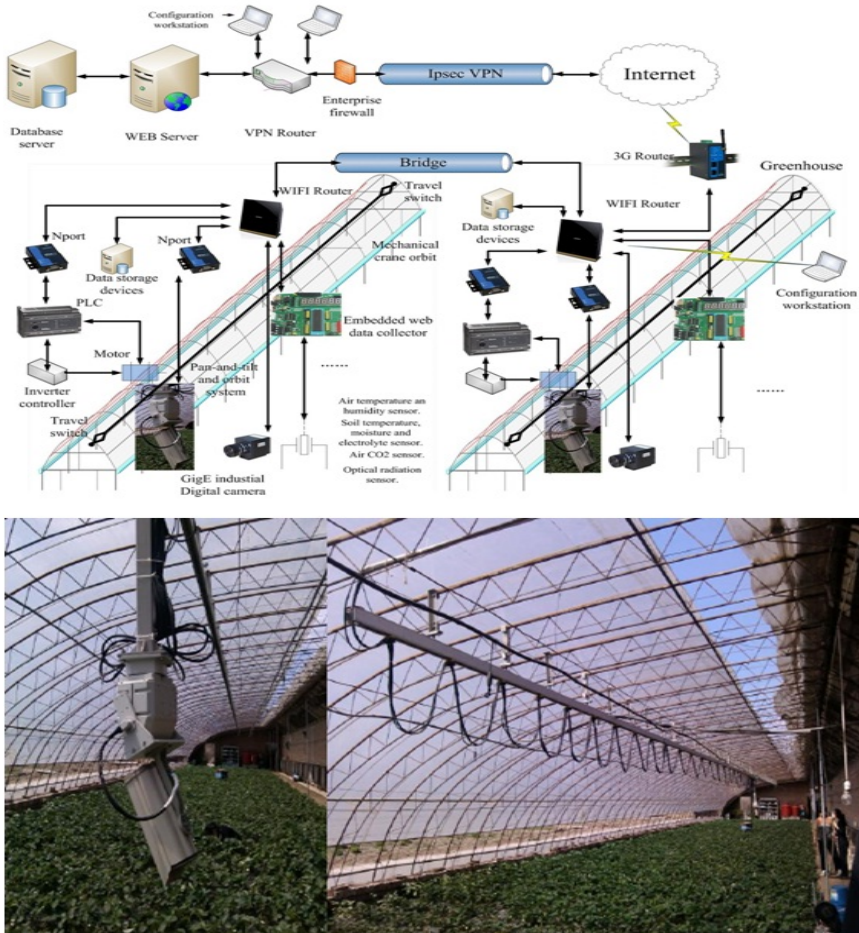 Configuration
workstation
Ipsec VPN
Internet
Enterprise
firewall
Database
server
WEB Server
VPN Router
3G Router
Bridge
Greenhouse
WIFI Router
Travel
switch
WIFI Router
Nport
Nport
Data storage
devices
Data storage
devices
Mechanical
crane orbit
PLC
Configuration
workstation
Embedded web
data collector
Motor
Pan-and-tilt
and orbit
system
Inverter
controller
......
......
Travel
switch
Air temperature an
humidity sensor.
Soil temperature,
moisture and
electrolyte sensor.
Air CO2 sensor.
Optical radiation
sensor.
GigE industial
Digital camera